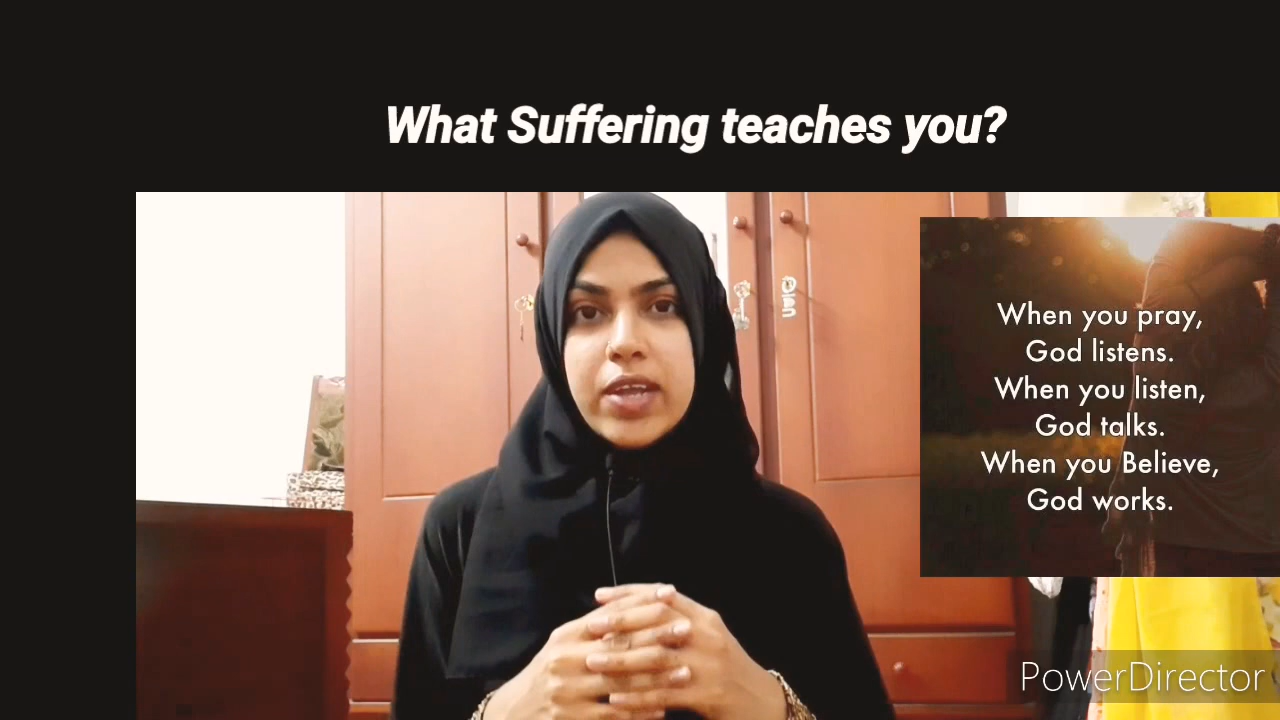 What Suffering teaches you?
When you pray,
God listens.
When you listen,
God talks.
When you Believe,
God works.
PowerDirector